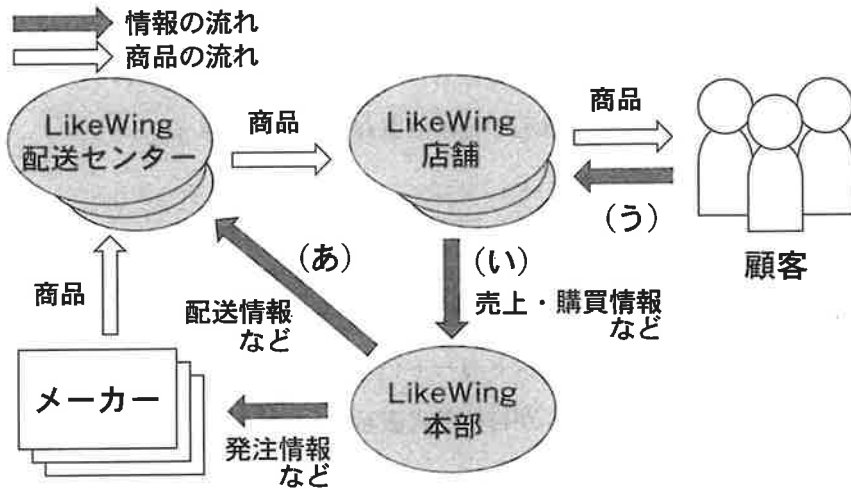 情報の流れ
商品の流れ
LikeWing
配送センター
商品
LikeWing
店舗
商品
(う)
顧客
(あ)
(い)
商品
配送情報
など
売上・購買情報
など
メーカー
LikeWing
本部
発注情報
など